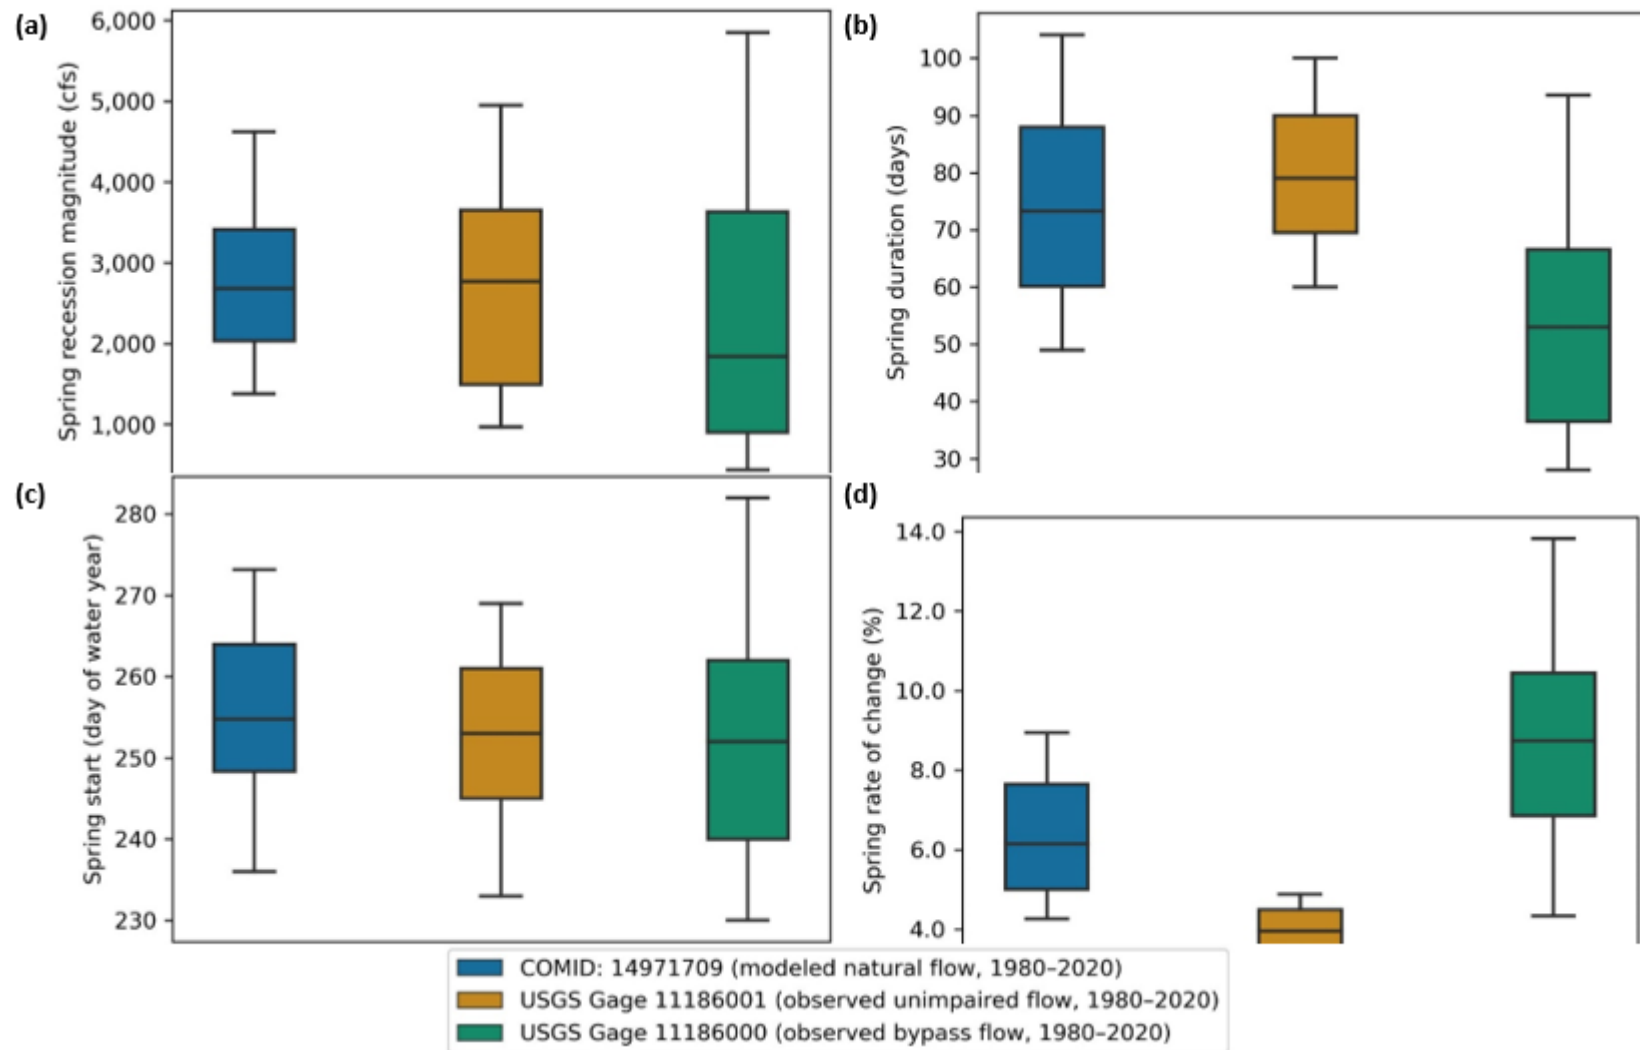 (a)
Spring recession magnitude (cfs)
6,000
5,000
4,000
3,000
2,000
1,000
(b)
Spring duration (days)
100
90
80
70
60
50
40
30
(c)
Spring start (day of water year)
280
270
260
250
240
230
(d)
Spring rate of change (%)
14.0
12.0
10.0
8.0
6.0
4.0
COMID: 14971709 (modeled natural flow, 1980–2020)
USGS Gage 11186001 (observed unimpaired flow, 1980–2020)
USGS Gage 11186000 (observed bypass flow, 1980–2020)